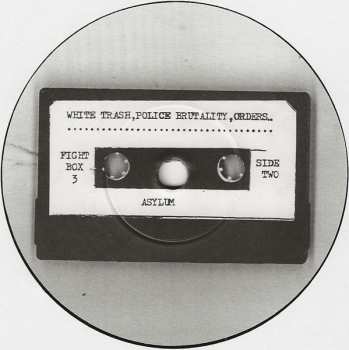 WHITE TRASH,POLICE BRUTALITY,ORDERS..
FIGHT
BOX
3
SIDE
TWO
ASYLUM